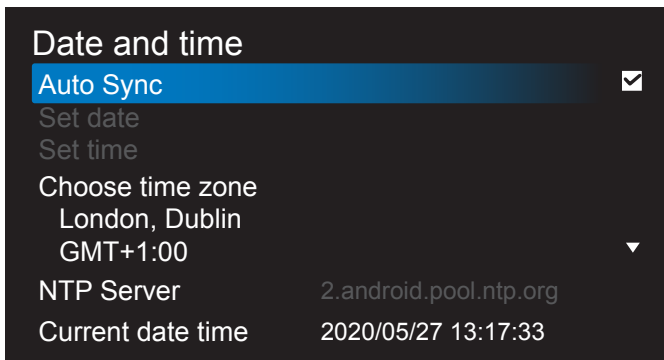 Date and time
Auto Sync
Set date
Set time
Choose time zone
London, Dublin
GMT+1:00
NTP Server 2.android.pool.ntp.org
Current date time 2020/05/27 13:17:33